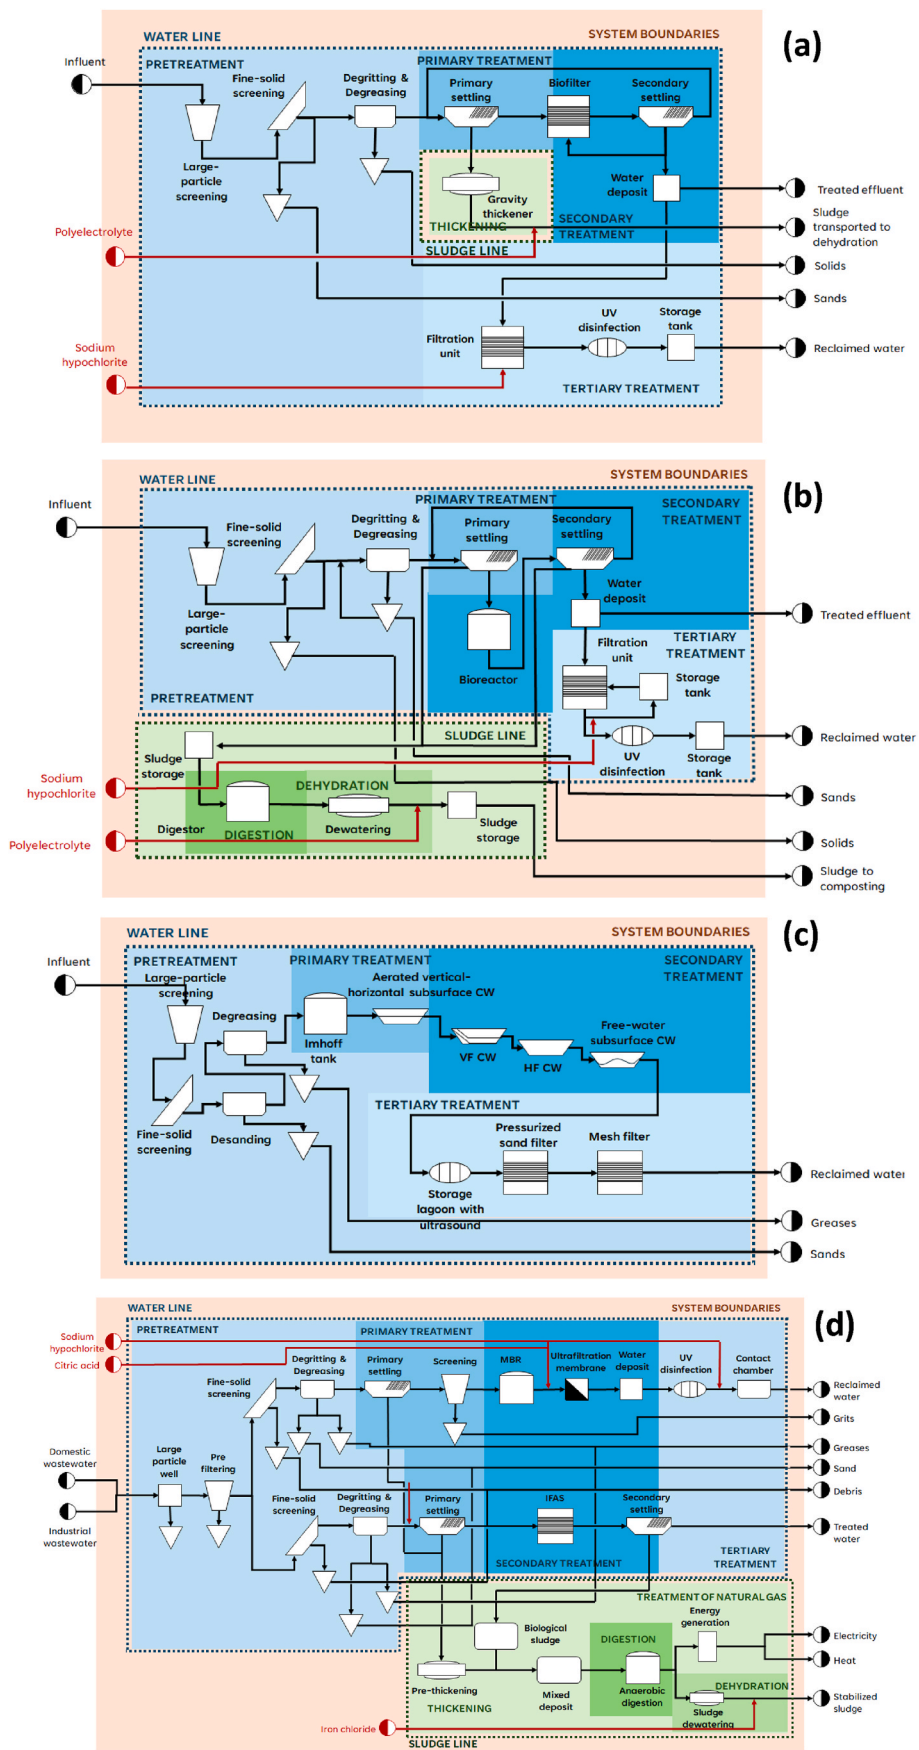 WATER LINE
SYSTEM BOUNDARIES
(a)
Influent
PRETREATMENT
PRIMARY TREATMENT
Fine-solid
screening
Degritting &
Degreasing
Primary
settling
Biofilter
Secondary
settling
Large-
particle
screening
Gravity
thickener
Water
deposit
Treated effluent
THICKENING
SECONDARY
TREATMENT
Sludge
transported to
dehydration
Polyelectrolyte
SLUDGE LINE
Solids
Sands
UV
disinfection
Storage
tank
Sodium
hypochlorite
Filtration
unit
Reclaimed water
TERTIARY TREATMENT
WATER LINE
SYSTEM BOUNDARIES
(b)
Influent
PRIMARY TREATMENT
SECONDARY
TREATMENT
Fine-solid
screening
Degritting &
Degreasing
Primary
settling
Secondary
settling
Large-
particle
screening
Water
deposit
Treated effluent
TERTIARY
TREATMENT
Filtration
unit
Bioreactor
Storage
tank
PRETREATMENT
SLUDGE LINE
Reclaimed water
Sludge
storage
UV
disinfection
Storage
tank
Sodium
hypochlorite
DEHYDRATION
Sands
Digestor
DIGESTION
Dewatering
Sludge
storage
Polyelectrolyte
Solids
Sludge to
composting
WATER LINE
SYSTEM BOUNDARIES
(c)
Influent
PRETREATMENT
PRIMARY TREATMENT
SECONDARY
TREATMENT
Large-particle
screening
Aerated vertical-
horizontal subsurface CW
Degreasing
Imhoff
tank
VF CW
HF CW
Free-water
subsurface CW
TERTIARY TREATMENT
Fine-solid
screening
Desanding
Pressurized
sand filter
Mesh filter
Storage
lagoon with
ultrasound
Reclaimed water
Greases
Sands
WATER LINE
SYSTEM BOUNDARIES
(d)
PRETREATMENT
PRIMARY TREATMENT
Sodium
hypochlorite
Citric acid
Fine-solid
screening
Degritting &
Degreasing
Primary
settling
Screening
MBR
Ultrafiltration
membrane
Water
deposit
UV
disinfection
Contact
chamber
Reclaimed
water
Grits
Greases
Sand
Debris
Domestic
wastewater
Large
particle
well
Pre
filtering
Industrial
wastewater
Fine-solid
screening
Degritting &
Degreasing
Primary
settling
IFAS
Secondary
settling
Treated
water
SECONDARY TREATMENT
TERTIARY
TREATMENT
TREATMENT OF NATURAL GAS
Energy
generation
Biological
sludge
DIGESTION
Electricity
Heat
Pre-thickening
Mixed
deposit
Anaerobic
digestion
DEHYDRATION
THICKENING
Sludge
dewatering
Stabilized
sludge
Iron chloride
SLUDGE LINE